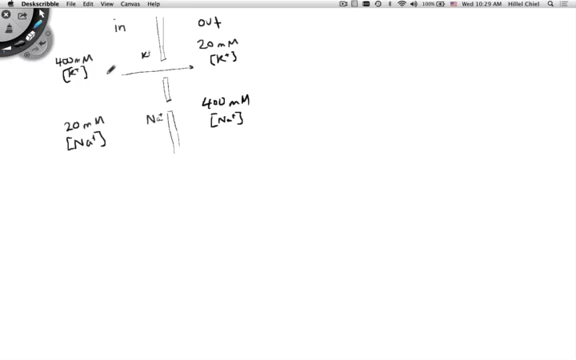 Deskscribble File Edit View Help
100% Wed 10:29 AM Hillel Chiel
in out
400 mM
[K+]
K+
20 mM
[K+]
20 mM
[Na+]
Na+
400 mM
[Na+]